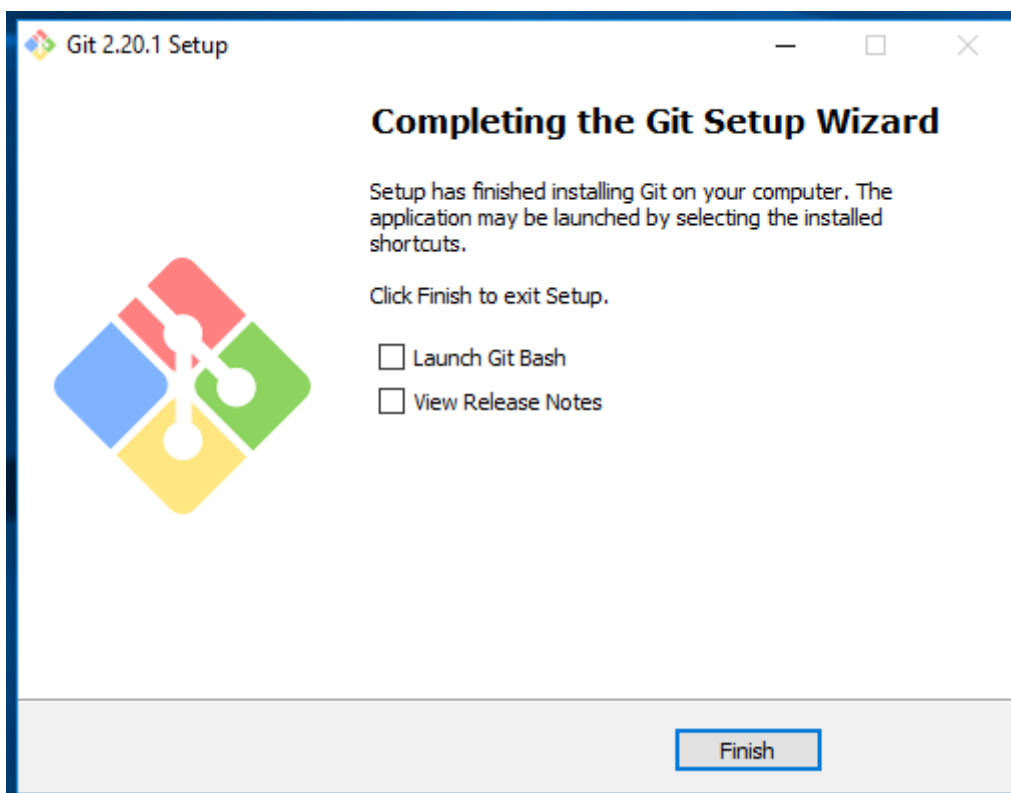 Git 2.20.1 Setup
Completing the Git Setup Wizard
Setup has finished installing Git on your computer. The
application may be launched by selecting the installed
shortcuts.
Click Finish to exit Setup.
Launch Git Bash
View Release Notes
Finish